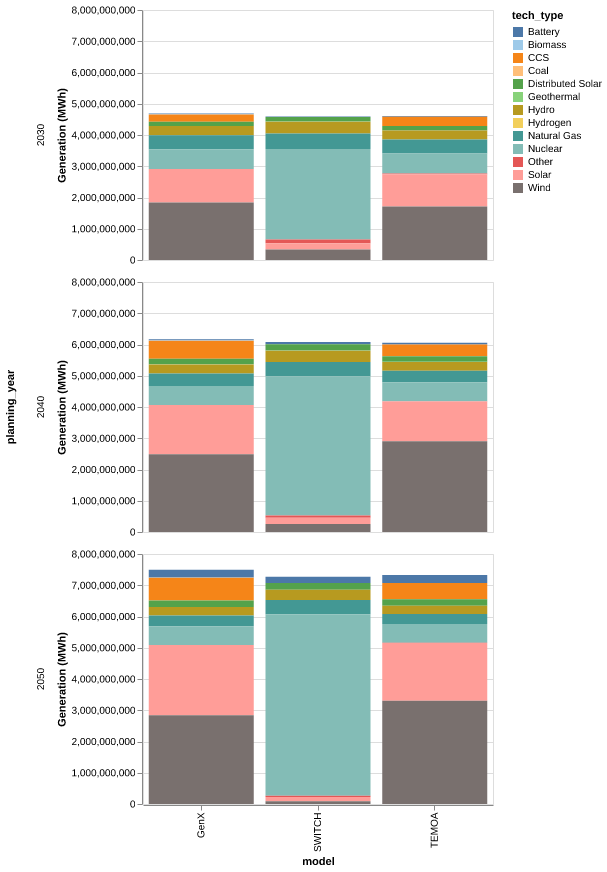 tech_type
Battery
Biomass
CCS
Coal
Distributed Solar
Geothermal
Hydro
Hydrogen
Natural Gas
Nuclear
Other
Solar
Wind
planning_year
2030
Generation (MWh)
8,000,000,000
7,000,000,000
6,000,000,000
5,000,000,000
4,000,000,000
3,000,000,000
2,000,000,000
1,000,000,000
0
2040
Generation (MWh)
8,000,000,000
7,000,000,000
6,000,000,000
5,000,000,000
4,000,000,000
3,000,000,000
2,000,000,000
1,000,000,000
0
2050
Generation (MWh)
8,000,000,000
7,000,000,000
6,000,000,000
5,000,000,000
4,000,000,000
3,000,000,000
2,000,000,000
1,000,000,000
0
GenX
SWITCH
TEMOA
model